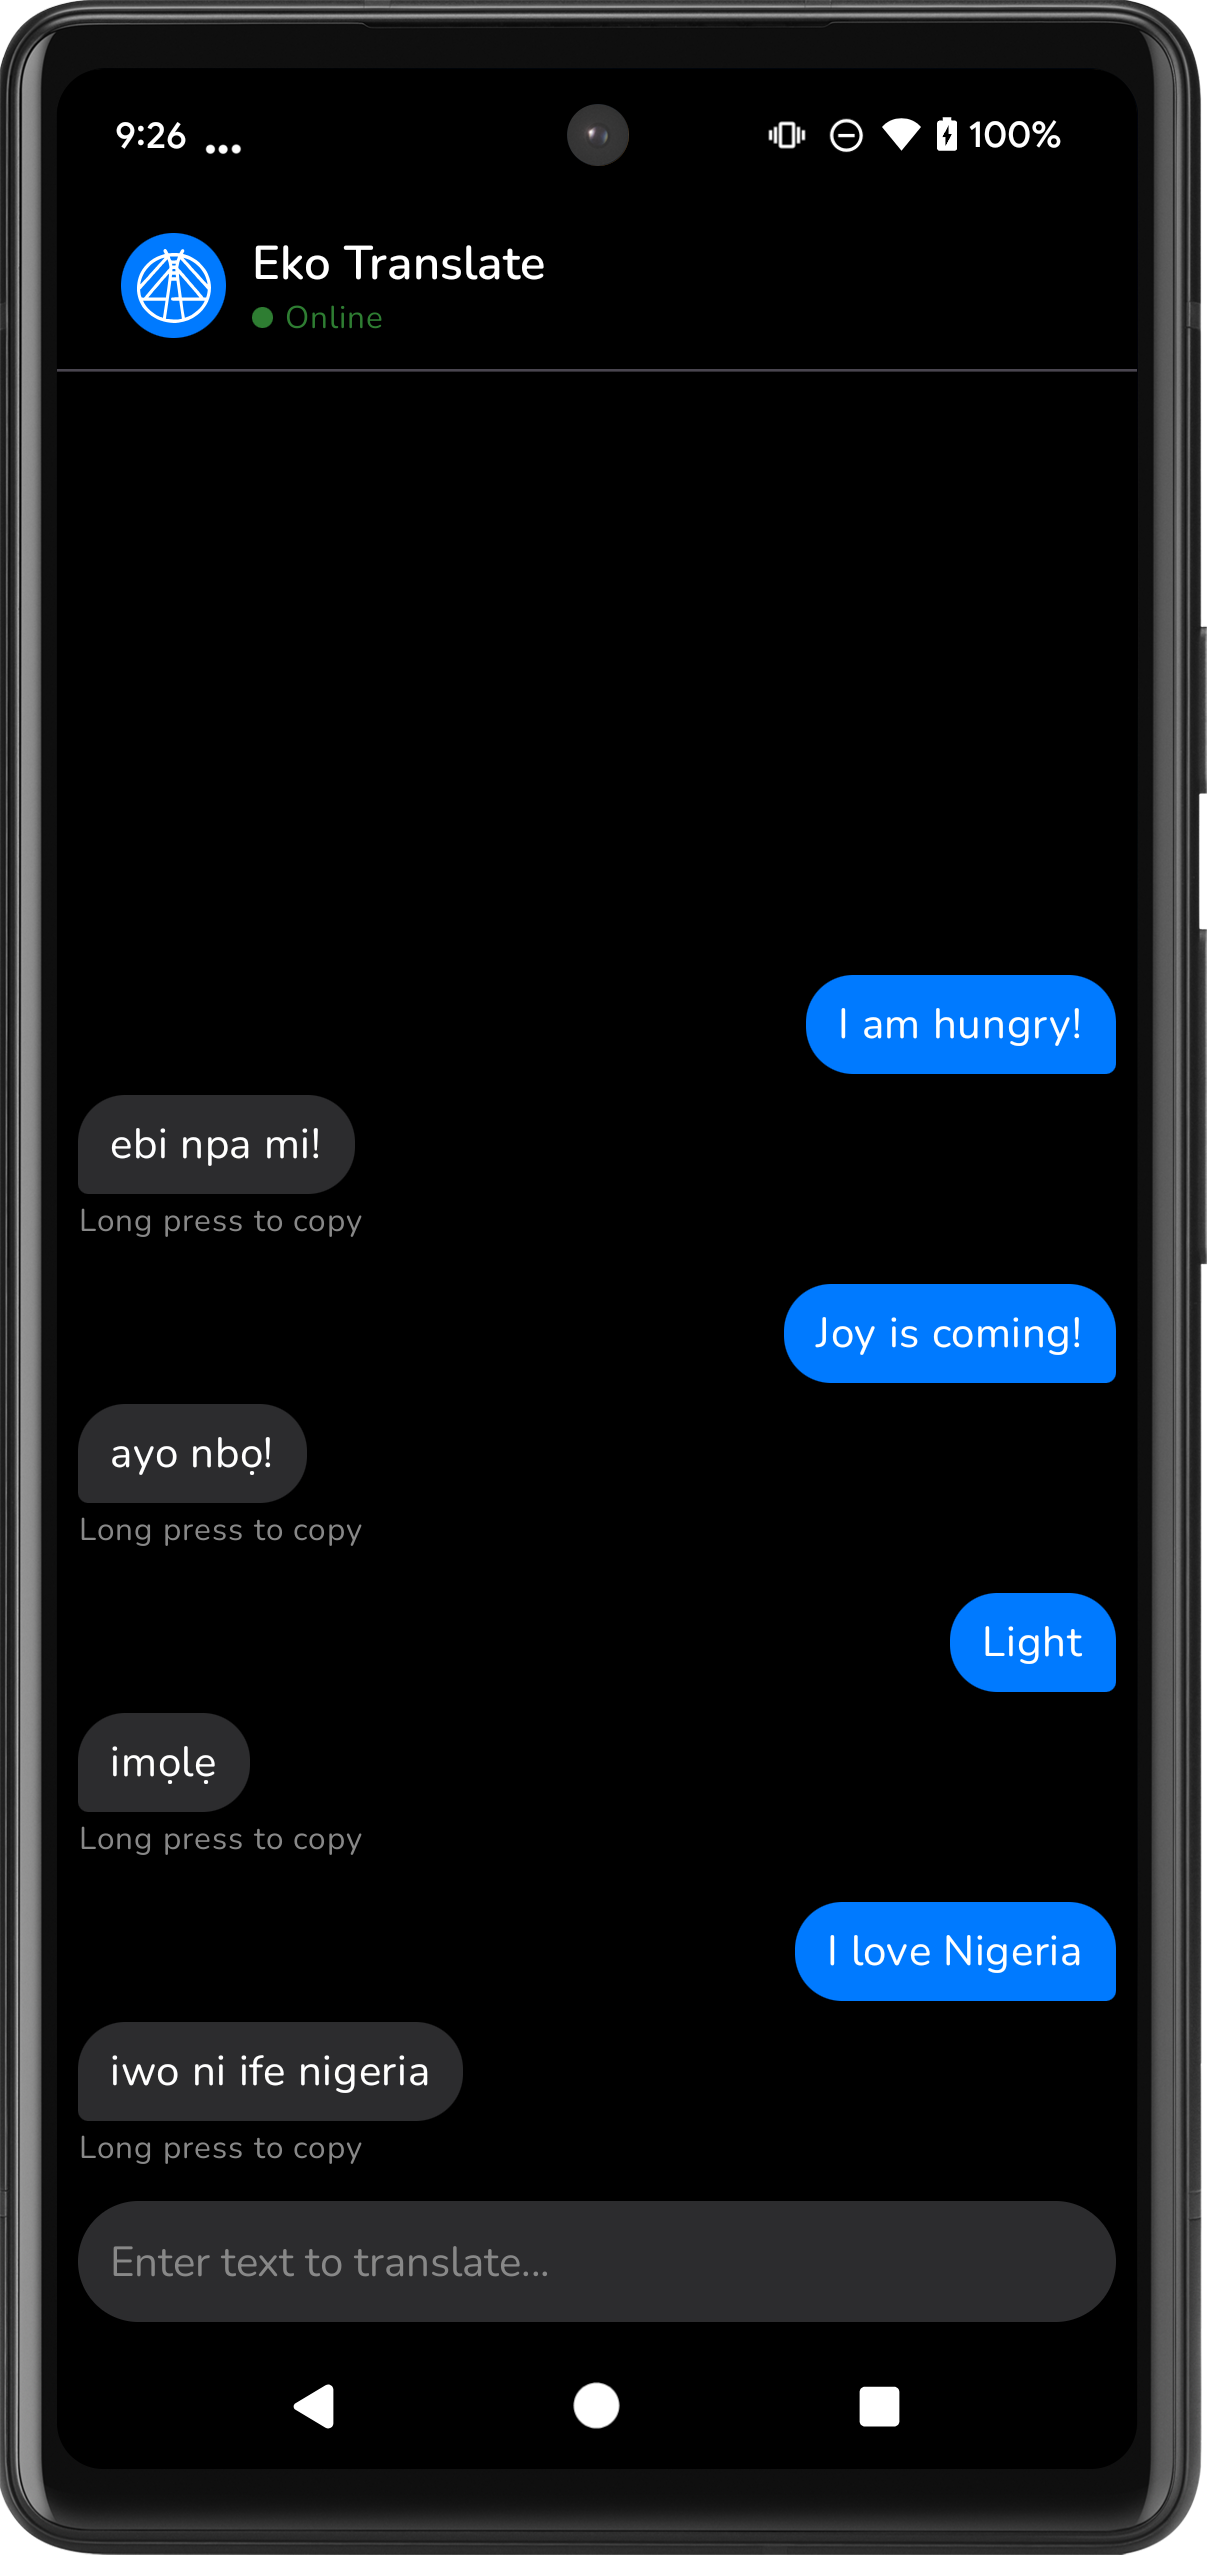 9:26 ...
100%
Eko Translate
Online
I am hungry!
ebi npa mi!
Long press to copy
Joy is coming!
ayo nbọ!
Long press to copy
Light
imọlẹ
Long press to copy
I love Nigeria
iwo ni ife nigeria
Long press to copy
Enter text to translate...